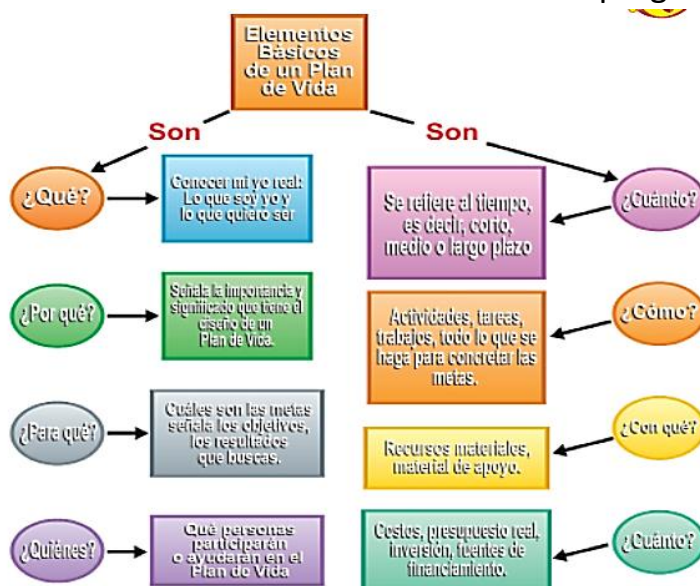 Elementos
Básicos
de un Plan
de Vida
Son
Son
¿Qué?
Conocer mi yo real:
Lo que soy yo y
lo que quiero ser
¿Por qué?
Señala la importancia y
significado que tiene el
diseño de un
Plan de Vida.
¿Para qué?
Cuáles son las metas
señala los objetivos,
los resultados
que buscas.
¿Quiénes?
Qué personas
participarán
o ayudarán en el
Plan de Vida
¿Cuándo?
Se refiere al tiempo,
es decir, corto,
medio o largo plazo
¿Cómo?
Actividades, tareas,
trabajos, todo lo que se
haga para concretar las
metas.
¿Con qué?
Recursos materiales,
material de apoyo.
¿Cuánto?
Costos, presupuesto real,
inversión, fuentes de
financiamiento.